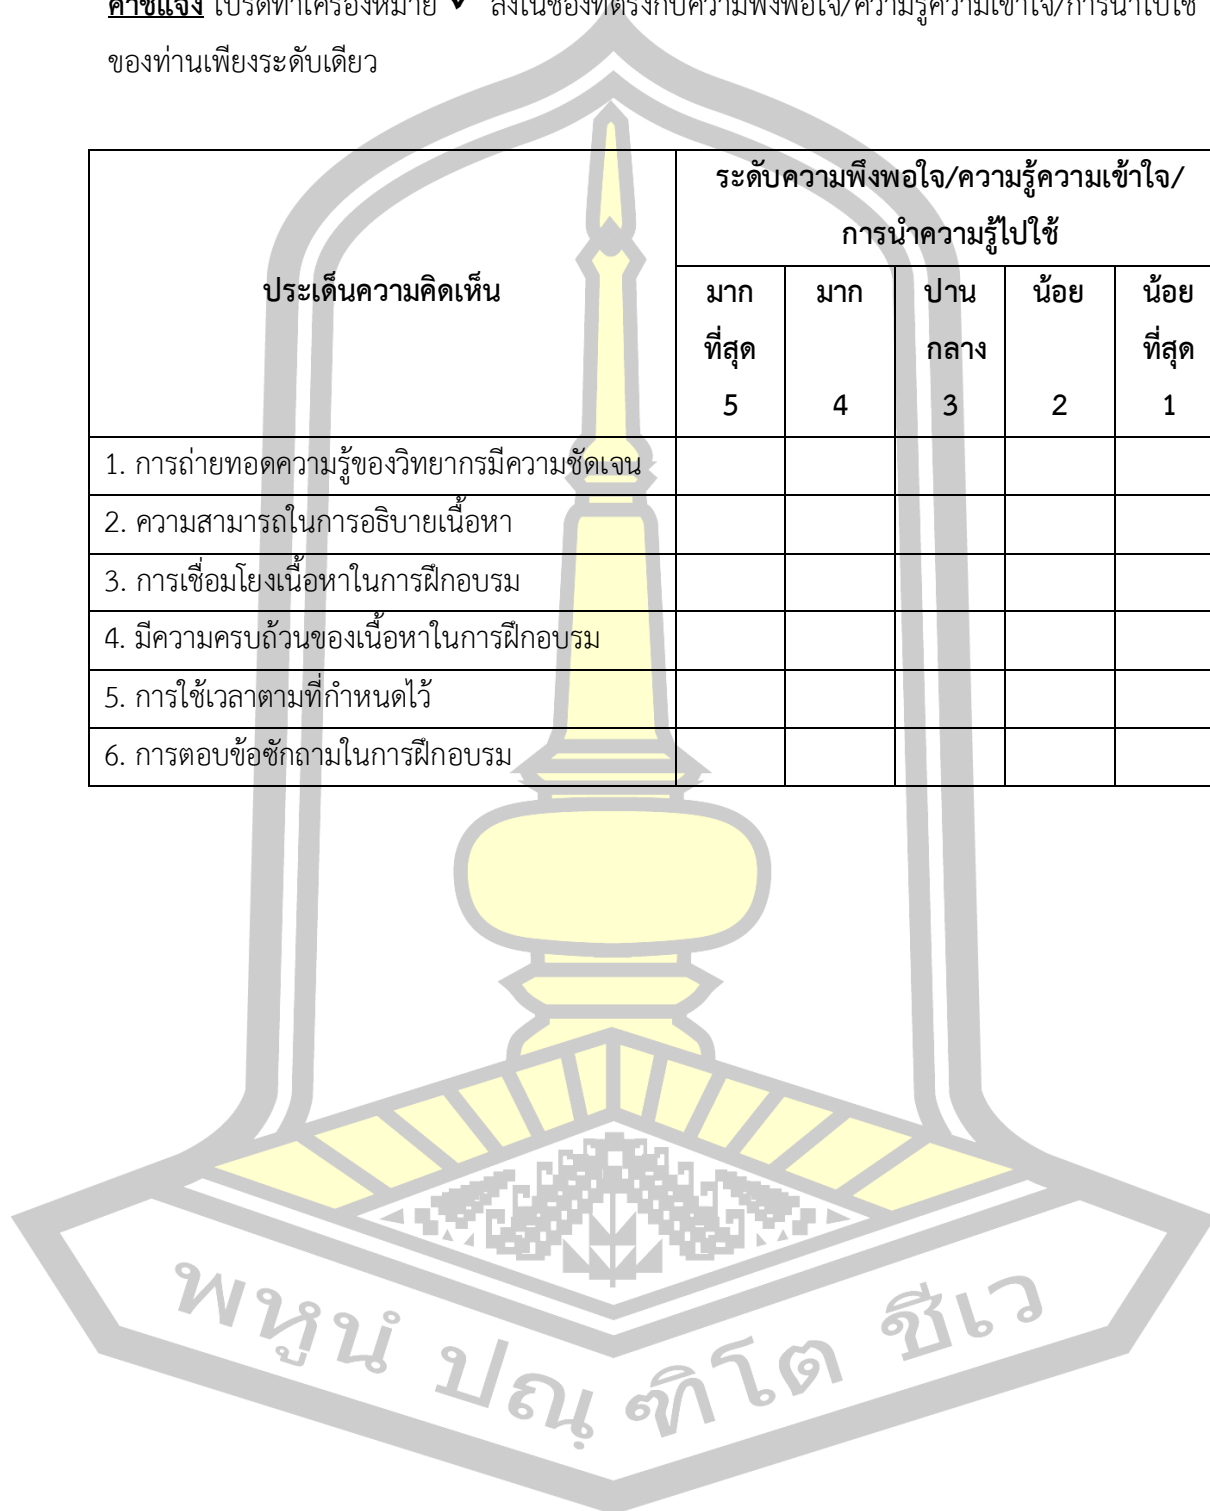 คำชี้แจง โปรดทำเครื่องหมาย ✓ ลงในช่องที่ตรงกับความพึงพอใจ/ความรู้ความเข้าใจ/การนำไปใช้
ของท่านเพียงระดับเดียว
ระดับความพึงพอใจ/ความรู้ความเข้าใจ/
การนำความรู้ไปใช้
ประเด็นความคิดเห็น
มาก มาก ปาน น้อย น้อย
ที่สุด กลาง ที่สุด
5 4 3 2 1
1. การถ่ายทอดความรู้ของวิทยากรมีความชัดเจน
2. ความสามารถในการอธิบายเนื้อหา
3. การเชื่อมโยงเนื้อหาในการฝึกอบรม
4. มีความครบถ้วนของเนื้อหาในการฝึกอบรม
5. การใช้เวลาตามที่กำหนดไว้
6. การตอบข้อซักถามในการฝึกอบรม
พหูนํ ปณฺฑิโต ชีเว